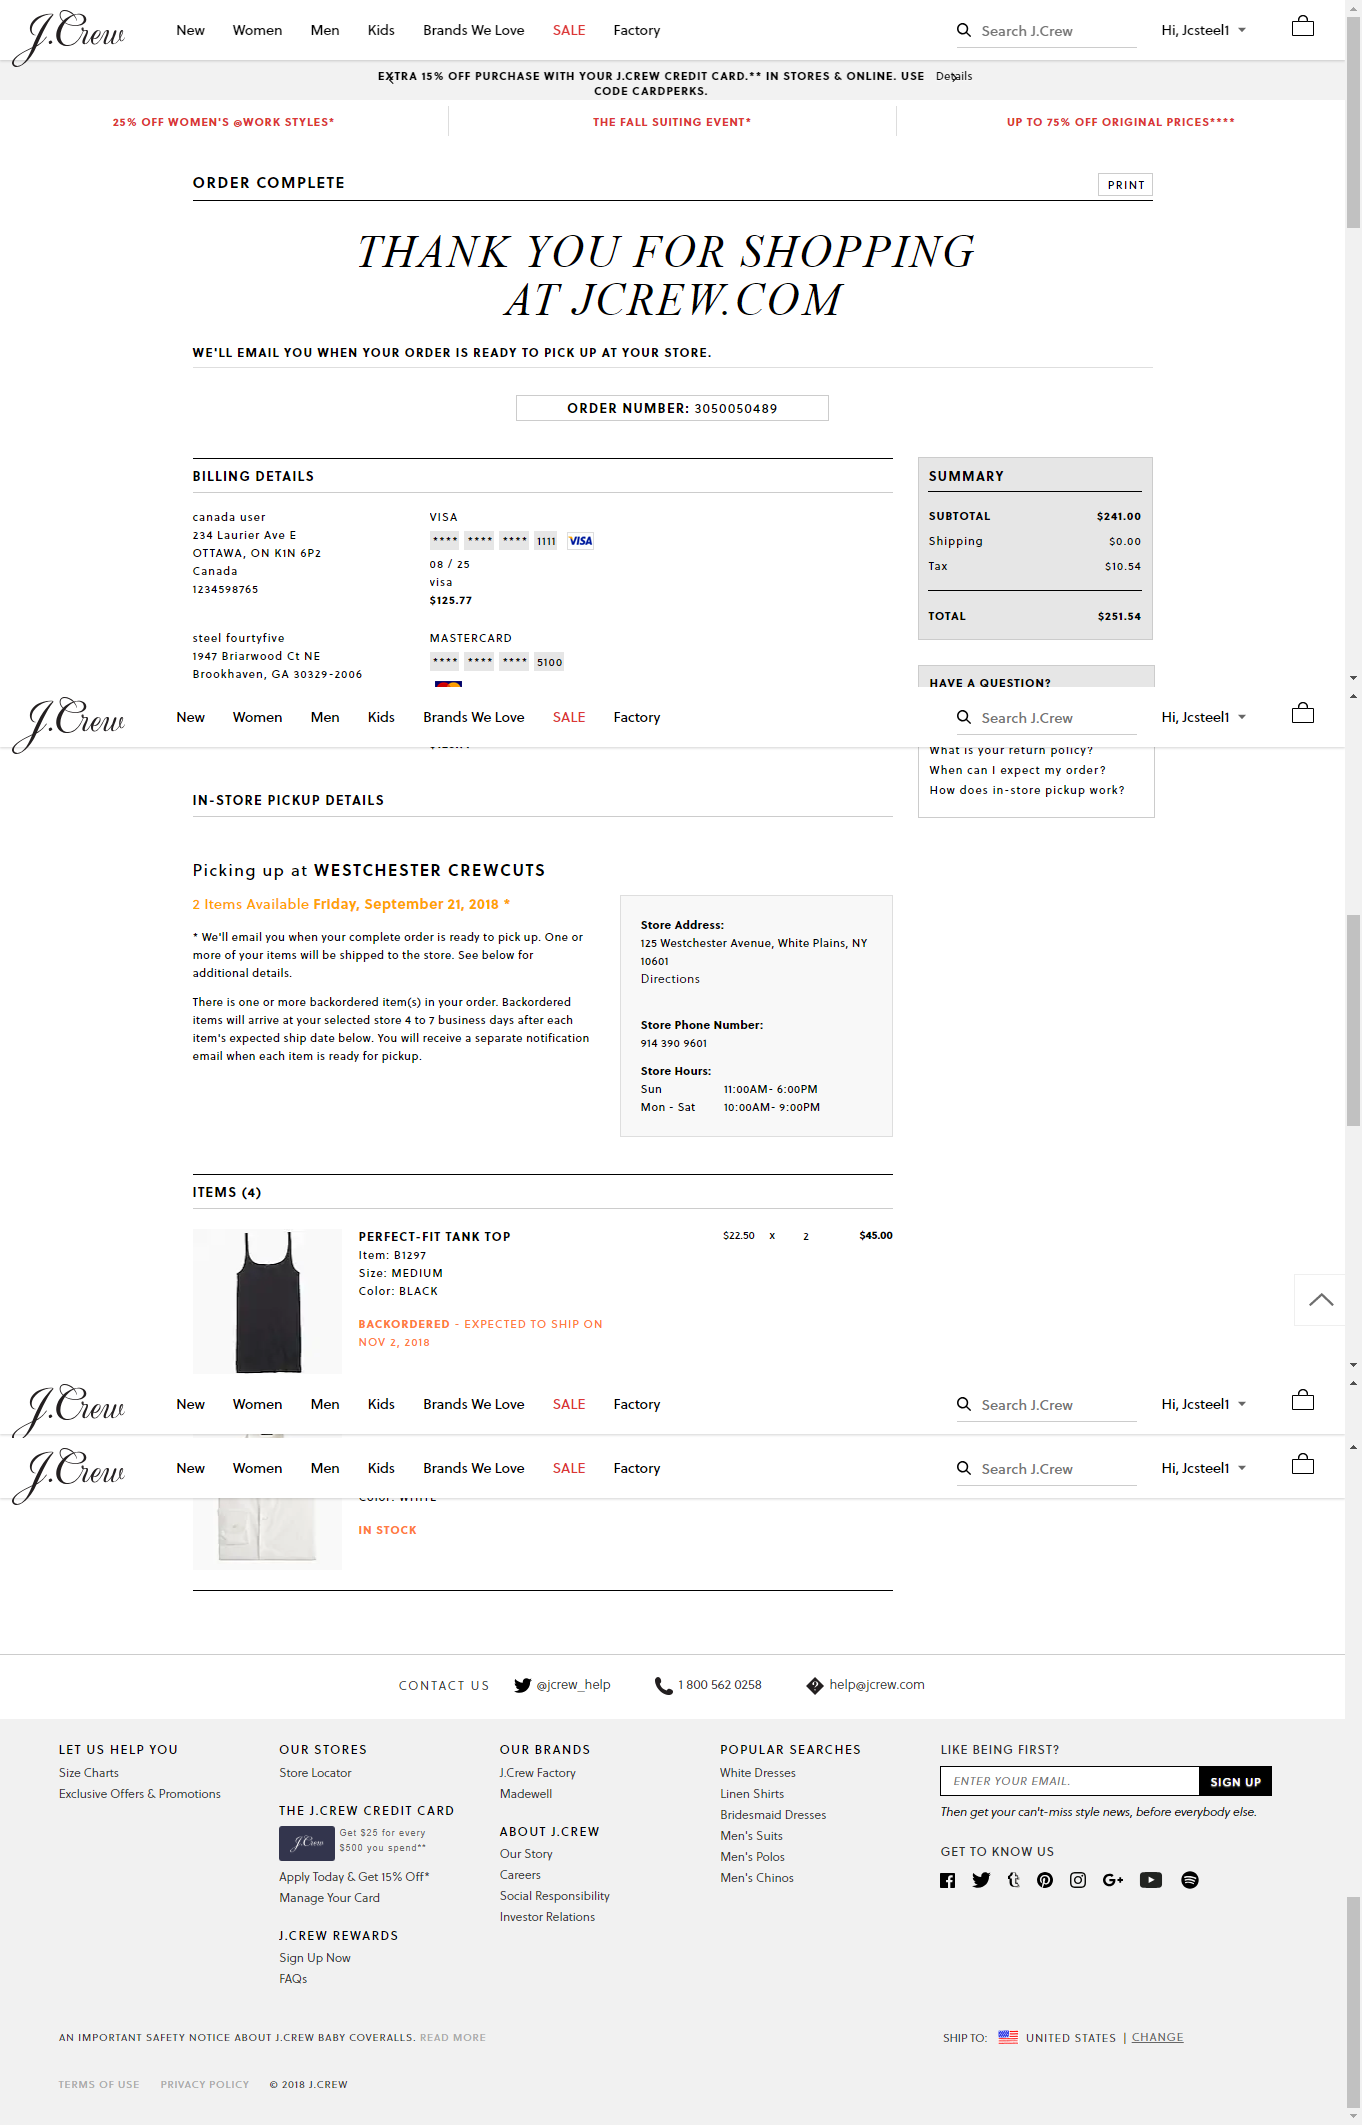 J.Crew New Women Men Kids Brands We Love SALE Factory Search J.Crew Hi, Jcsteel1
EXTRA 15% OFF PURCHASE WITH YOUR J.CREW CREDIT CARD.** IN STORES & ONLINE. USE Details
CODE CARDPERKS.
25% OFF WOMEN'S @WORK STYLES* THE FALL SUITING EVENT* UP TO 75% OFF ORIGINAL PRICES****
ORDER COMPLETE PRINT
THANK YOU FOR SHOPPING
AT JCREW.COM
WE'LL EMAIL YOU WHEN YOUR ORDER IS READY TO PICK UP AT YOUR STORE.
ORDER NUMBER: 3050050489
BILLING DETAILS
canada user
234 Laurier Ave E
OTTAWA, ON K1N 6P2
Canada
1234598765
VISA
**** **** **** 1111 VISA
08 / 25
visa
$125.77
steel fourtyfive
1947 Briarwood Ct NE
Brookhaven, GA 30329-2006
MASTERCARD
**** **** **** 5100
SUMMARY
SUBTOTAL $241.00
Shipping $0.00
Tax $10.54
TOTAL $251.54
HAVE A QUESTION?
J.Crew New Women Men Kids Brands We Love SALE Factory Search J.Crew Hi, Jcsteel1
What is your return policy?
When can I expect my order?
How does in-store pickup work?
IN-STORE PICKUP DETAILS
Picking up at WESTCHESTER CREWCUTS
2 Items Available Friday, September 21, 2018 *
* We'll email you when your complete order is ready to pick up. One or
more of your items will be shipped to the store. See below for
additional details.
There is one or more backordered item(s) in your order. Backordered
items will arrive at your selected store 4 to 7 business days after each
item's expected ship date below. You will receive a separate notification
email when each item is ready for pickup.
Store Address:
125 Westchester Avenue, White Plains, NY
10601
Directions
Store Phone Number:
914 390 9601
Store Hours:
Sun 11:00AM- 6:00PM
Mon - Sat 10:00AM- 9:00PM
ITEMS (4)
PERFECT-FIT TANK TOP $22.50 x 2 $45.00
Item: B1297
Size: MEDIUM
Color: BLACK
BACKORDERED - EXPECTED TO SHIP ON
NOV 2, 2018
J.Crew New Women Men Kids Brands We Love SALE Factory Search J.Crew Hi, Jcsteel1
J.Crew New Women Men Kids Brands We Love SALE Factory Search J.Crew Hi, Jcsteel1
Color: WHITE
IN STOCK
CONTACT US @jcrew_help 1 800 562 0258 help@jcrew.com
LET US HELP YOU
Size Charts
Exclusive Offers & Promotions
OUR STORES
Store Locator
THE J.CREW CREDIT CARD
J.Crew
Get $25 for every
$500 you spend**
Apply Today & Get 15% Off*
Manage Your Card
J.CREW REWARDS
Sign Up Now
FAQs
OUR BRANDS
J.Crew Factory
Madewell
ABOUT J.CREW
Our Story
Careers
Social Responsibility
Investor Relations
POPULAR SEARCHES
White Dresses
Linen Shirts
Bridesmaid Dresses
Men's Suits
Men's Polos
Men's Chinos
LIKE BEING FIRST?
ENTER YOUR EMAIL. SIGN UP
Then get your can't-miss style news, before everybody else.
GET TO KNOW US
AN IMPORTANT SAFETY NOTICE ABOUT J.CREW BABY COVERALLS. READ MORE
SHIP TO: UNITED STATES | CHANGE
TERMS OF USE PRIVACY POLICY © 2018 J.CREW